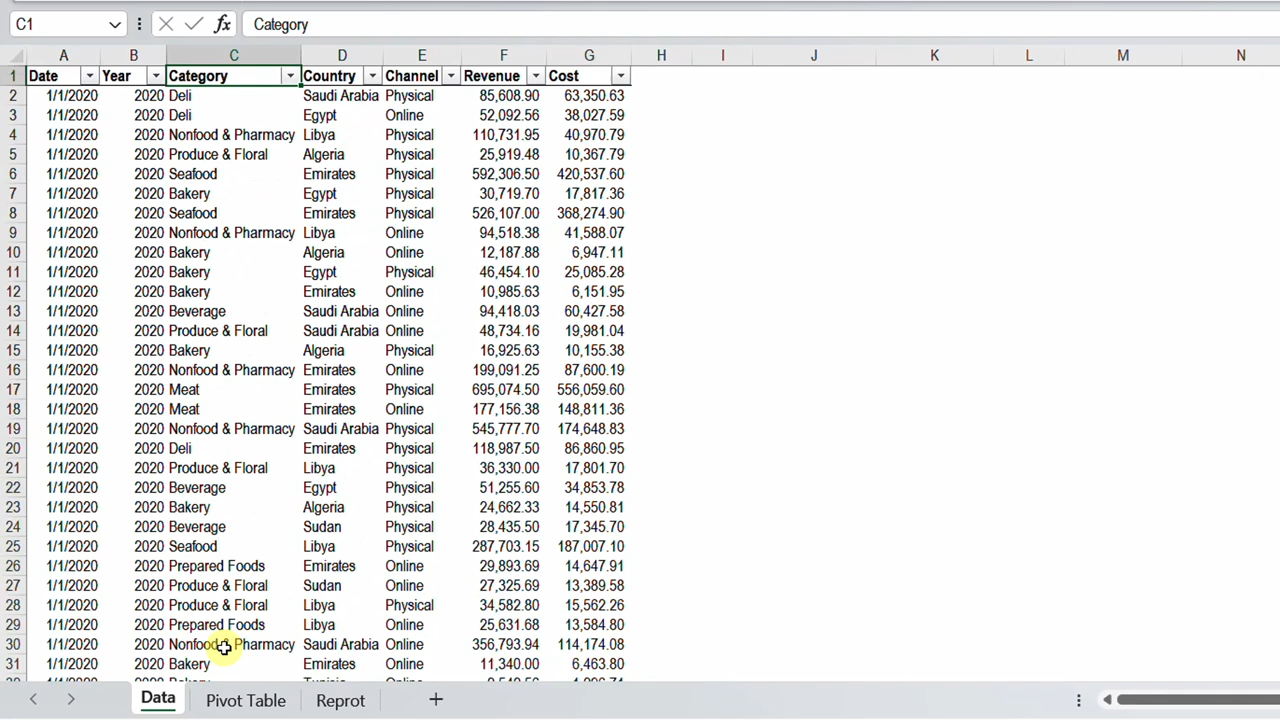 C1 fx Category
A B C D E F G H I J K L M N
1 Date Year Category Country Channel Revenue Cost
2 1/1/2020 2020 Deli Saudi Arabia Physical 85,608.90 63,350.63
3 1/1/2020 2020 Deli Egypt Online 52,092.56 38,027.59
4 1/1/2020 2020 Nonfood & Pharmacy Libya Physical 110,731.95 40,970.79
5 1/1/2020 2020 Produce & Floral Algeria Physical 25,919.48 10,367.79
6 1/1/2020 2020 Seafood Emirates Physical 592,306.50 420,537.60
7 1/1/2020 2020 Bakery Egypt Physical 30,719.70 17,817.36
8 1/1/2020 2020 Seafood Emirates Physical 526,107.00 368,274.90
9 1/1/2020 2020 Nonfood & Pharmacy Libya Online 94,518.38 41,588.07
10 1/1/2020 2020 Bakery Algeria Online 12,187.88 6,947.11
11 1/1/2020 2020 Bakery Egypt Physical 46,454.10 25,085.28
12 1/1/2020 2020 Bakery Emirates Online 10,985.63 6,151.95
13 1/1/2020 2020 Beverage Saudi Arabia Online 94,418.03 60,427.58
14 1/1/2020 2020 Produce & Floral Saudi Arabia Online 48,734.16 19,981.04
15 1/1/2020 2020 Bakery Algeria Physical 16,925.63 10,155.38
16 1/1/2020 2020 Nonfood & Pharmacy Emirates Online 199,091.25 87,600.19
17 1/1/2020 2020 Meat Emirates Physical 695,074.50 556,059.60
18 1/1/2020 2020 Meat Emirates Online 177,156.38 148,811.36
19 1/1/2020 2020 Nonfood & Pharmacy Saudi Arabia Physical 545,777.70 174,648.83
20 1/1/2020 2020 Deli Emirates Physical 118,987.50 86,860.95
21 1/1/2020 2020 Produce & Floral Libya Physical 36,330.00 17,801.70
22 1/1/2020 2020 Beverage Egypt Physical 51,255.60 34,853.78
23 1/1/2020 2020 Bakery Algeria Physical 24,662.33 14,550.81
24 1/1/2020 2020 Beverage Sudan Physical 28,435.50 17,345.70
25 1/1/2020 2020 Seafood Libya Physical 287,703.15 187,007.10
26 1/1/2020 2020 Prepared Foods Emirates Online 29,893.69 14,647.91
27 1/1/2020 2020 Produce & Floral Sudan Online 27,325.69 13,389.58
28 1/1/2020 2020 Produce & Floral Libya Physical 34,582.80 15,562.26
29 1/1/2020 2020 Prepared Foods Libya Online 25,631.68 13,584.80
30 1/1/2020 2020 Nonfood & Pharmacy Saudi Arabia Online 356,793.94 114,174.08
31 1/1/2020 2020 Bakery Emirates Online 11,340.00 6,463.80
Data Pivot Table Reprot